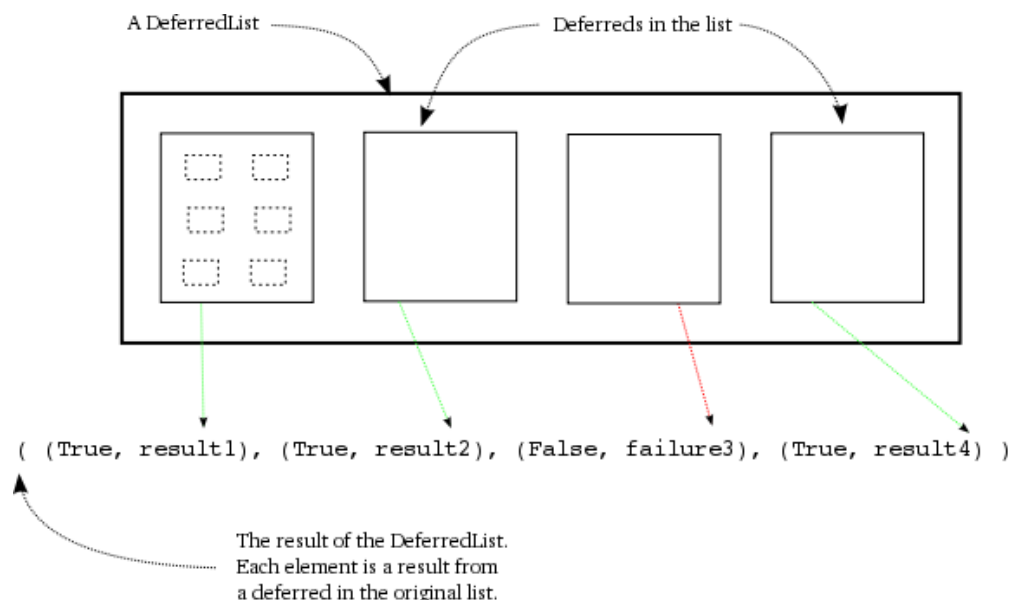 A DeferredList
Deferreds in the list
( (True, result1), (True, result2), (False, failure3), (True, result4) )
The result of the DeferredList.
Each element is a result from
a deferred in the original list.